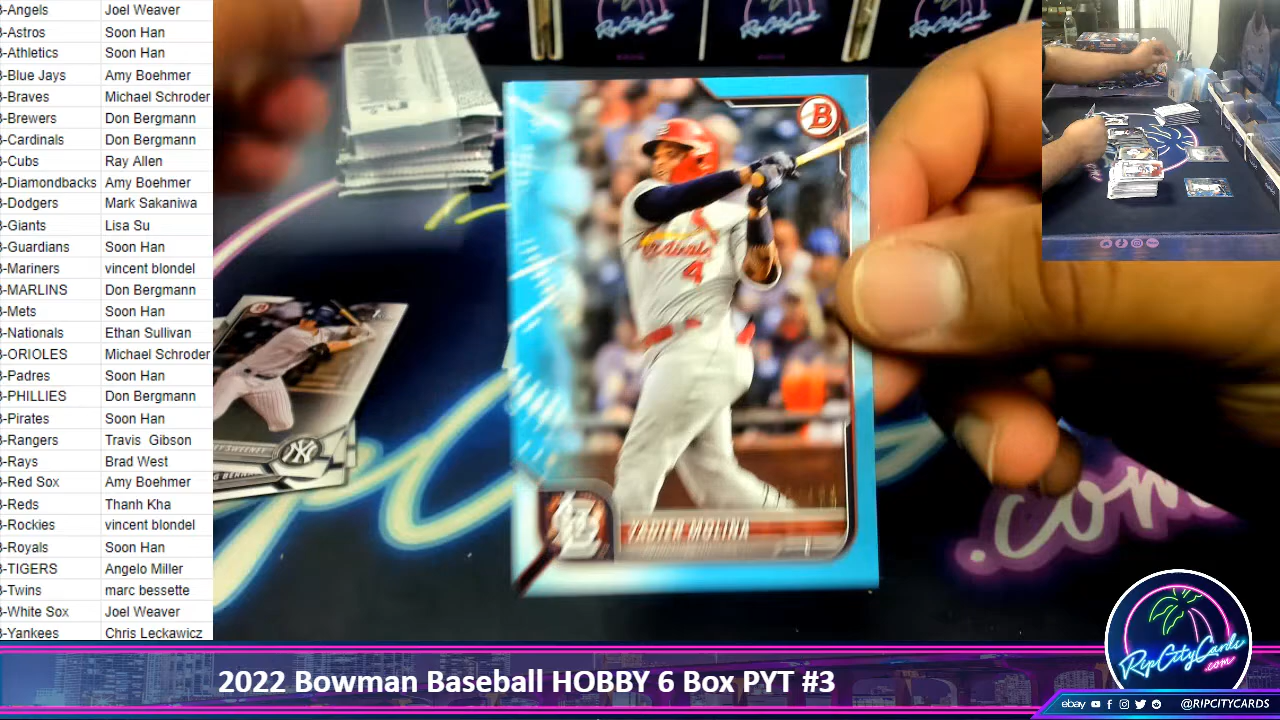 B-Angels Joel Weaver
B-Astros Soon Han
B-Athletics Soon Han
B-Blue Jays Amy Boehmer
B-Braves Michael Schroder
B-Brewers Don Bergmann
B-Cardinals Don Bergmann
B-Cubs Ray Allen
B-Diamondbacks Amy Boehmer
B-Dodgers Mark Sakaniwa
B-Giants Lisa Su
B-Guardians Soon Han
B-Mariners vincent blondel
B-MARLINS Don Bergmann
B-Mets Soon Han
B-Nationals Ethan Sullivan
B-ORIOLES Michael Schroder
B-Padres Soon Han
B-PHILLIES Don Bergmann
B-Pirates Soon Han
B-Rangers Travis Gibson
B-Rays Brad West
B-Red Sox Amy Boehmer
B-Reds Thanh Kha
B-Rockies vincent blondel
B-Royals Soon Han
B-TIGERS Angelo Miller
B-Twins marc bessette
B-White Sox Joel Weaver
B-Yankees Chris Leckawicz
B
Cardinals
4
YADIER MOLINA
SWEENEY
NY
.com
RipCityCards
.com
2022 Bowman Baseball HOBBY 6 Box PYT #3
ebay @RIPCITYCARDS